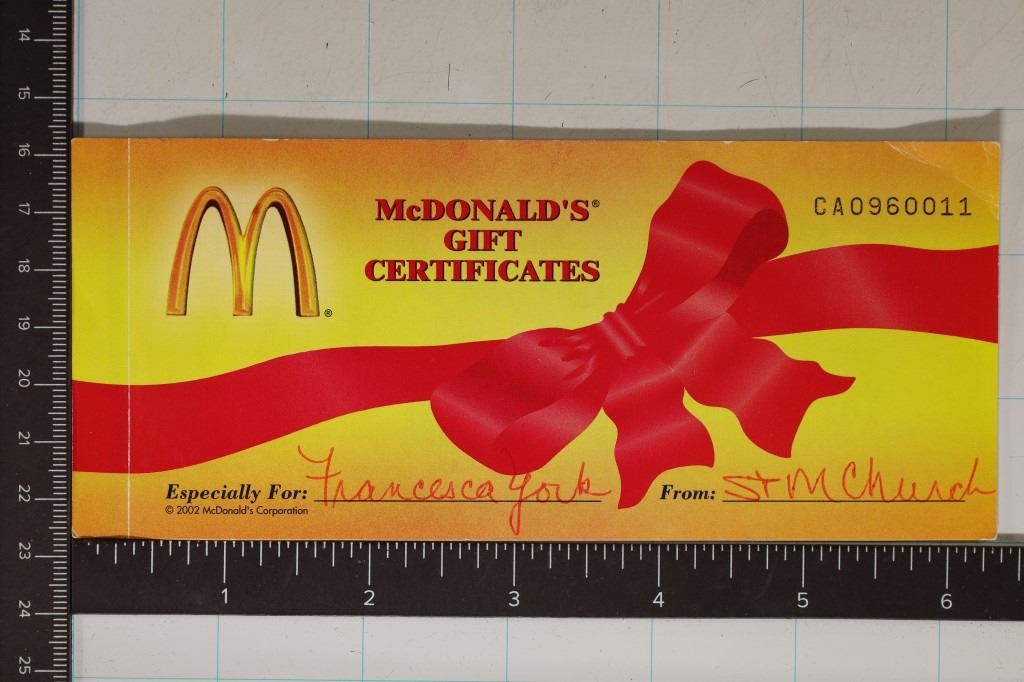 14
15
16
17
18
19
20
21
22
23
24
25
McDONALD'S®
GIFT
CERTIFICATES
CA0960011
M®
Especially For: Francesca York From: St M Church
© 2002 McDonald's Corporation
1 2 3 4 5 6